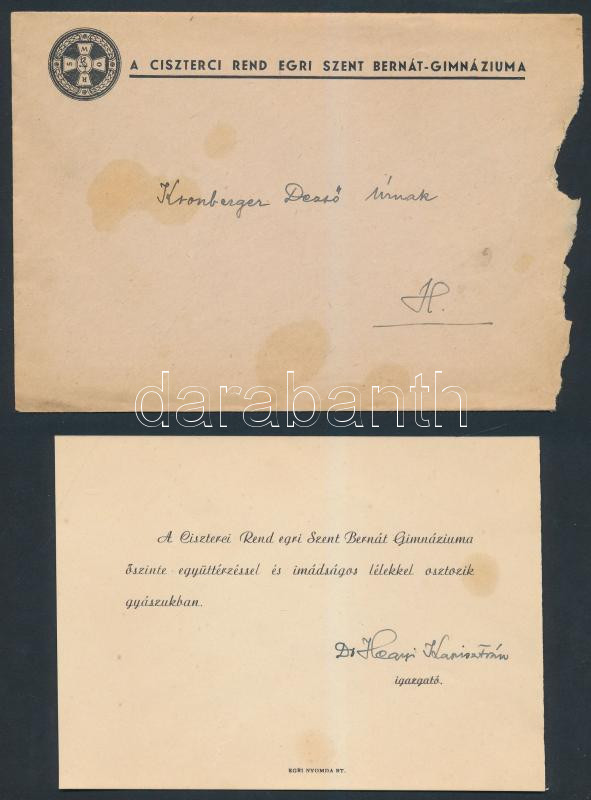 W
O
S
R
A CISZTERCI REND EGRI SZENT BERNÁT-GIMNÁZIUMA
Kronberger Dezső Úrnak
H.
darabanth
A Ciszterci Rend egri Szent Bernát Gimnáziuma
őszinte együttérzéssel és imádságos lélekkel osztozik
gyászukban.
Dr
igazgató.
EGRI NYOMDA RT.